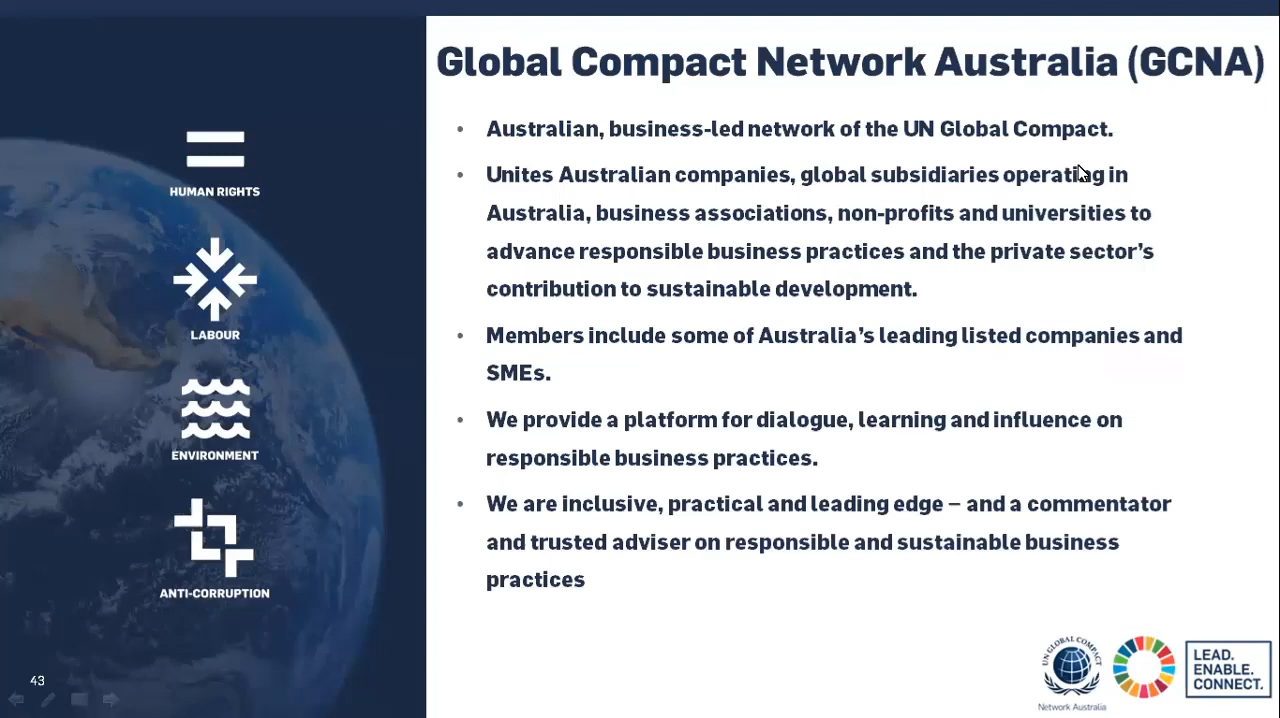 Global Compact Network Australia (GCNA)
• Australian, business-led network of the UN Global Compact.
• Unites Australian companies, global subsidiaries operating in
Australia, business associations, non-profits and universities to
advance responsible business practices and the private sector’s
contribution to sustainable development.
• Members include some of Australia’s leading listed companies and
SMEs.
• We provide a platform for dialogue, learning and influence on
responsible business practices.
• We are inclusive, practical and leading edge – and a commentator
and trusted adviser on responsible and sustainable business
practices
HUMAN RIGHTS
LABOUR
ENVIRONMENT
ANTI-CORRUPTION
43
UN GLOBAL COMPACT
Network Australia
LEAD.
ENABLE.
CONNECT.